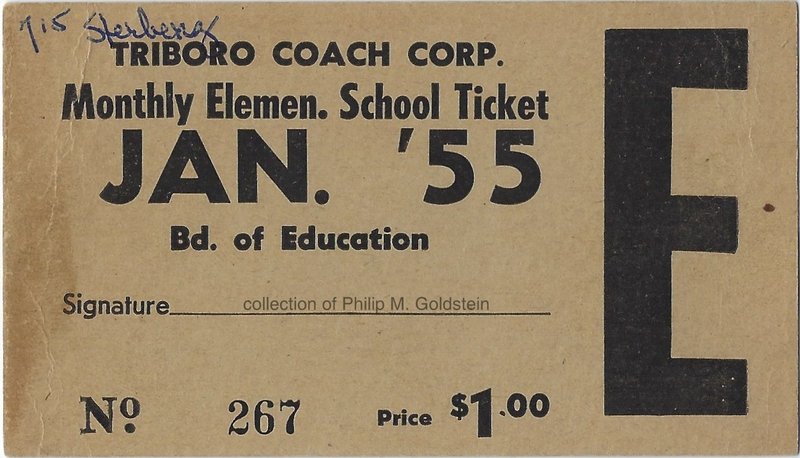 715 Sterberg
TRIBORO COACH CORP.
Monthly Elemen. School Ticket
JAN. '55
Bd. of Education
Signature collection of Philip M. Goldstein
Nº 267 Price $1.00
E